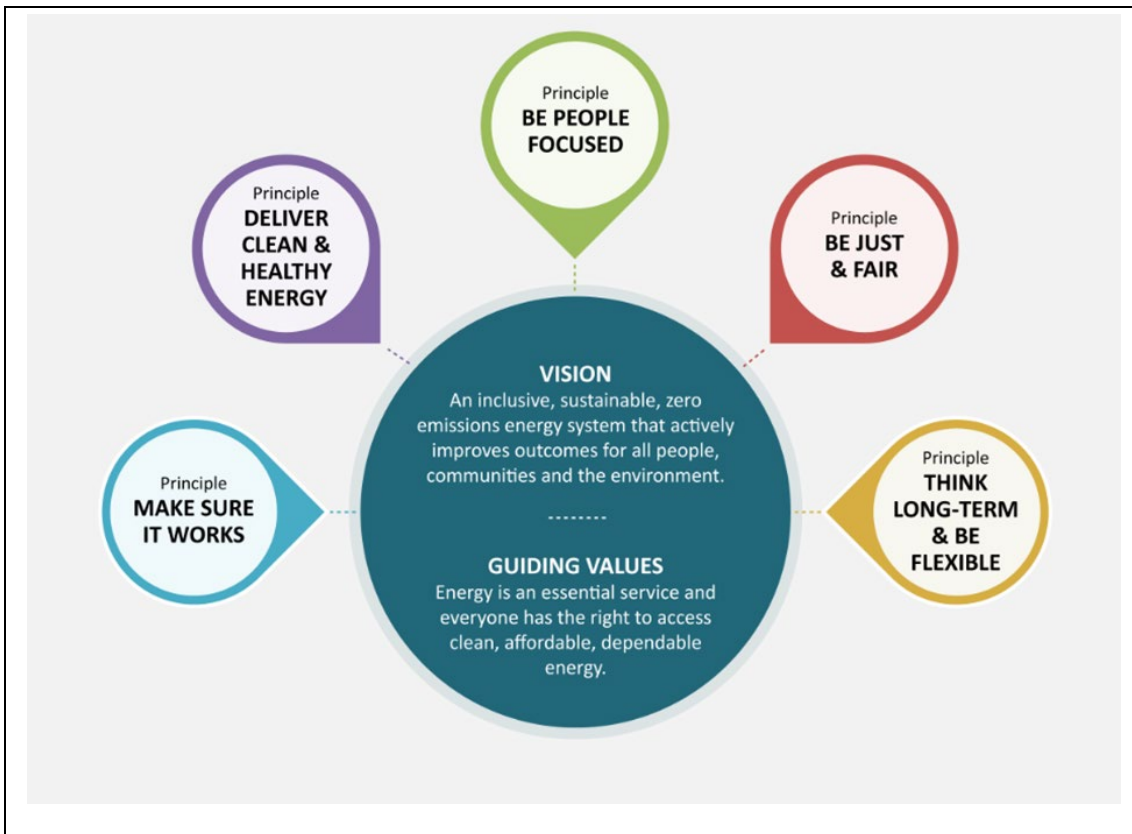 Principle
BE PEOPLE
FOCUSED
Principle
DELIVER
CLEAN &
HEALTHY
ENERGY
Principle
BE JUST
& FAIR
Principle
MAKE SURE
IT WORKS
VISION
An inclusive, sustainable, zero
emissions energy system that actively
improves outcomes for all people,
communities and the environment.
--------
GUIDING VALUES
Energy is an essential service and
everyone has the right to access
clean, affordable, dependable
energy.
Principle
THINK
LONG-TERM
& BE
FLEXIBLE